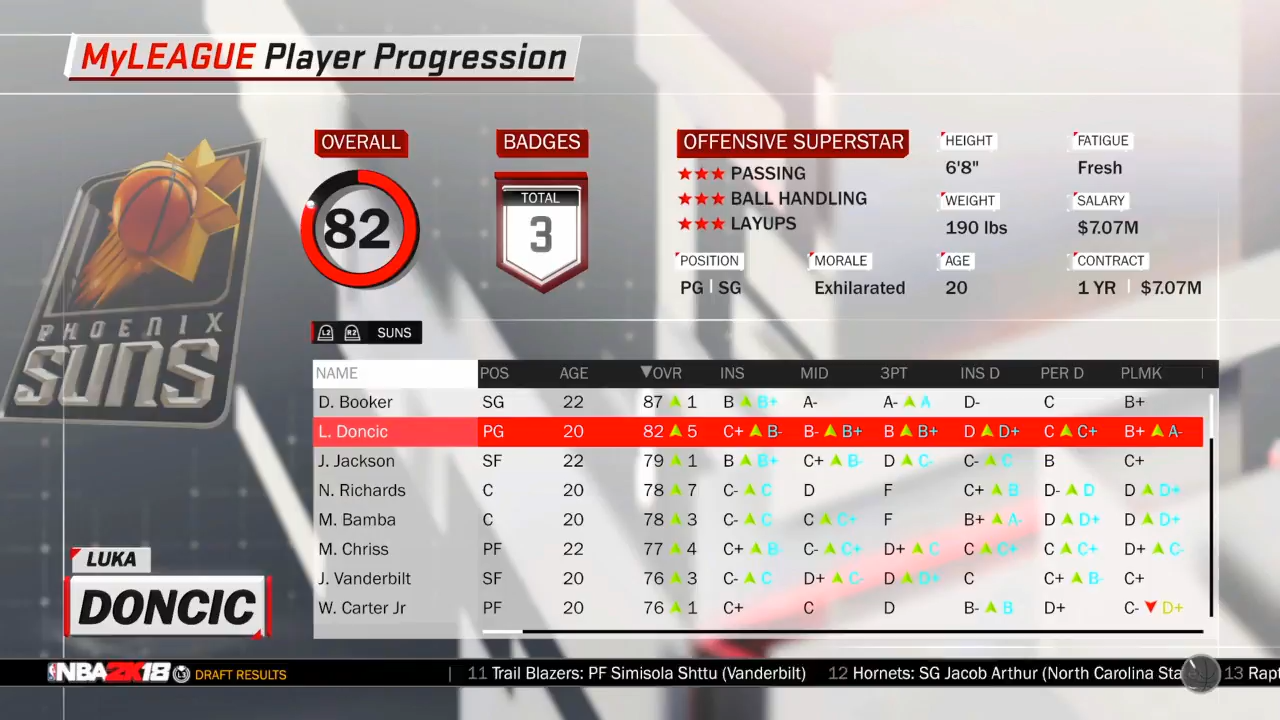 MyLEAGUE Player Progression
PHOENIX
SUNS
OVERALL
82
BADGES
TOTAL
3
OFFENSIVE SUPERSTAR
★★★ PASSING
★★★ BALL HANDLING
★★★ LAYUPS
HEIGHT
6'8"
FATIGUE
Fresh
WEIGHT
190 lbs
SALARY
$7.07M
POSITION
PG | SG
MORALE
Exhilarated
AGE
20
CONTRACT
1 YR | $7.07M
L2 R2 SUNS
NAME POS AGE ▼OVR INS MID 3PT INS D PER D PLMK
D. Booker SG 22 87 ▲ 1 B ▲ B+ A- A- ▲ A D- C B+
L. Doncic PG 20 82 ▲ 5 C+ ▲ B- B- ▲ B+ B ▲ B+ D ▲ D+ C ▲ C+ B+ ▲ A-
J. Jackson SF 22 79 ▲ 1 B ▲ B+ C+ ▲ B- D ▲ C- C- ▲ C B C+
N. Richards C 20 78 ▲ 7 C- ▲ C D F C+ ▲ B D- ▲ D D ▲ D+
M. Bamba C 20 78 ▲ 3 C- ▲ C C ▲ C+ F B+ ▲ A- D ▲ D+ D ▲ D+
M. Chriss PF 22 77 ▲ 4 C+ ▲ B- C- ▲ C+ D+ ▲ C C ▲ C+ C ▲ C+ D+ ▲ C-
J. Vanderbilt SF 20 76 ▲ 3 C- ▲ C D+ ▲ C- D ▲ D+ C C+ ▲ B- C+
W. Carter Jr PF 20 76 ▲ 1 C+ C D B- ▲ B D+ C- ▼ D+
LUKA
DONCIC
NBA 2K18 DRAFT RESULTS | 11 Trail Blazers: PF Simisola Shttu (Vanderbilt) 12 Hornets: SG Jacob Arthur (North Carolina Sta 13 Rapt